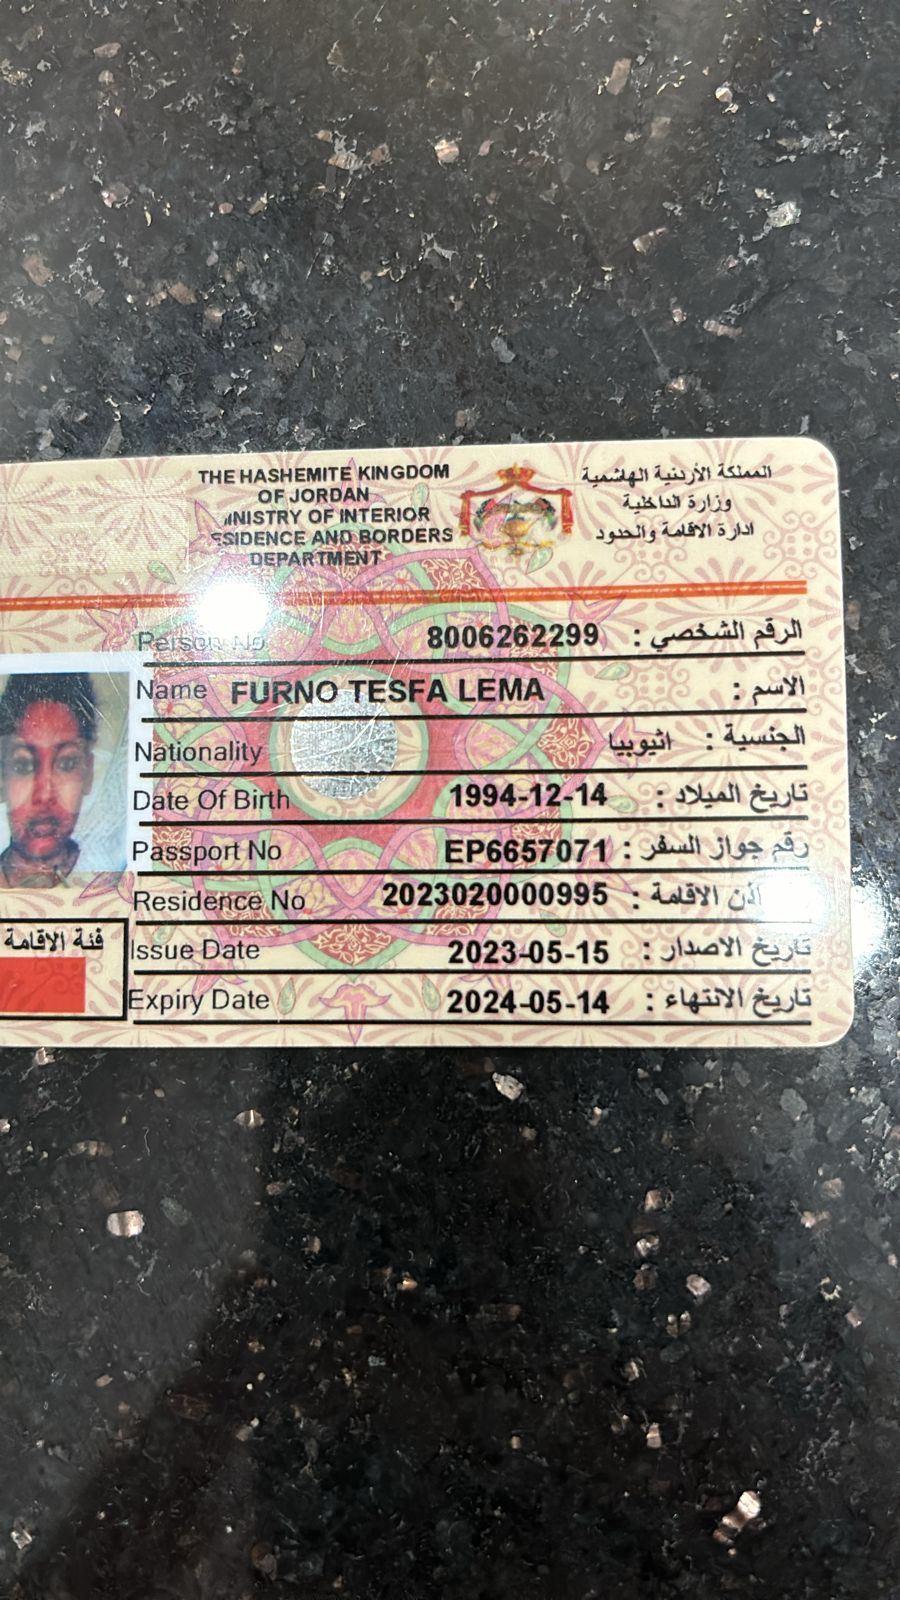 THE HASHEMITE KINGDOM
OF JORDAN
MINISTRY OF INTERIOR
RESIDENCE AND BORDERS
DEPARTMENT
المملكة الأردنية الهاشمية
وزارة الداخلية
ادارة الاقامة والحدود
Person No 8006262299 الرقم الشخصي :
Name FURNO TESFA LEMA الاسم :
Nationality اثيوبيا الجنسية :
Date Of Birth 1994-12-14 تاريخ الميلاد :
Passport No EP6657071 رقم جواز السفر :
Residence No 2023020000995 اذن الاقامة :
فئة الاقامة
Issue Date 2023-05-15 تاريخ الاصدار :
Expiry Date 2024-05-14 تاريخ الانتهاء :